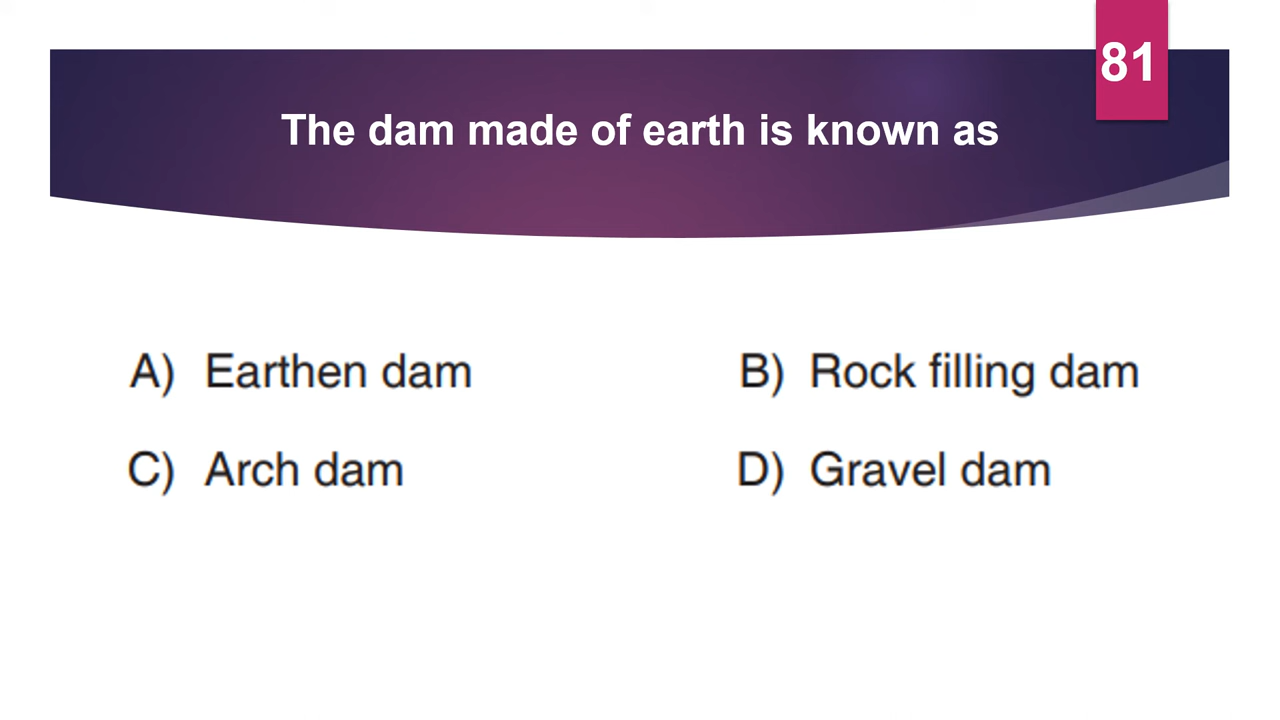 81
The dam made of earth is known as
A) Earthen dam
B) Rock filling dam
C) Arch dam
D) Gravel dam